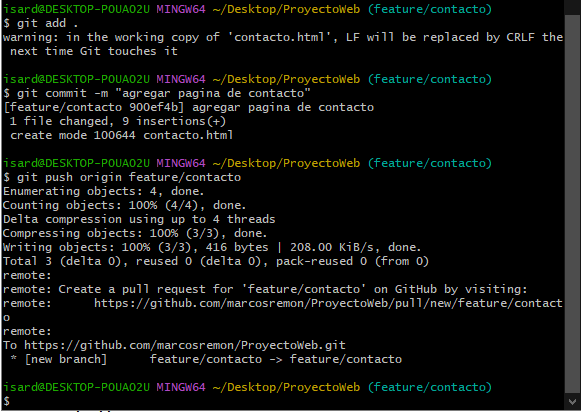 isard@DESKTOP-POUAO2U MINGW64 ~/Desktop/ProyectoWeb (feature/contacto)
$ git add .
warning: in the working copy of 'contacto.html', LF will be replaced by CRLF the
 next time Git touches it
isard@DESKTOP-POUAO2U MINGW64 ~/Desktop/ProyectoWeb (feature/contacto)
$ git commit -m "agregar pagina de contacto"
[feature/contacto 900ef4b] agregar pagina de contacto
 1 file changed, 9 insertions(+)
 create mode 100644 contacto.html
isard@DESKTOP-POUAO2U MINGW64 ~/Desktop/ProyectoWeb (feature/contacto)
$ git push origin feature/contacto
Enumerating objects: 4, done.
Counting objects: 100% (4/4), done.
Delta compression using up to 4 threads
Compressing objects: 100% (3/3), done.
Writing objects: 100% (3/3), 416 bytes | 208.00 KiB/s, done.
Total 3 (delta 0), reused 0 (delta 0), pack-reused 0 (from 0)
remote:
remote: Create a pull request for 'feature/contacto' on GitHub by visiting:
remote:      https://github.com/marcosremon/ProyectoWeb/pull/new/feature/contact
o
remote:
To https://github.com/marcosremon/ProyectoWeb.git
 * [new branch]      feature/contacto -> feature/contacto
isard@DESKTOP-POUAO2U MINGW64 ~/Desktop/ProyectoWeb (feature/contacto)
$